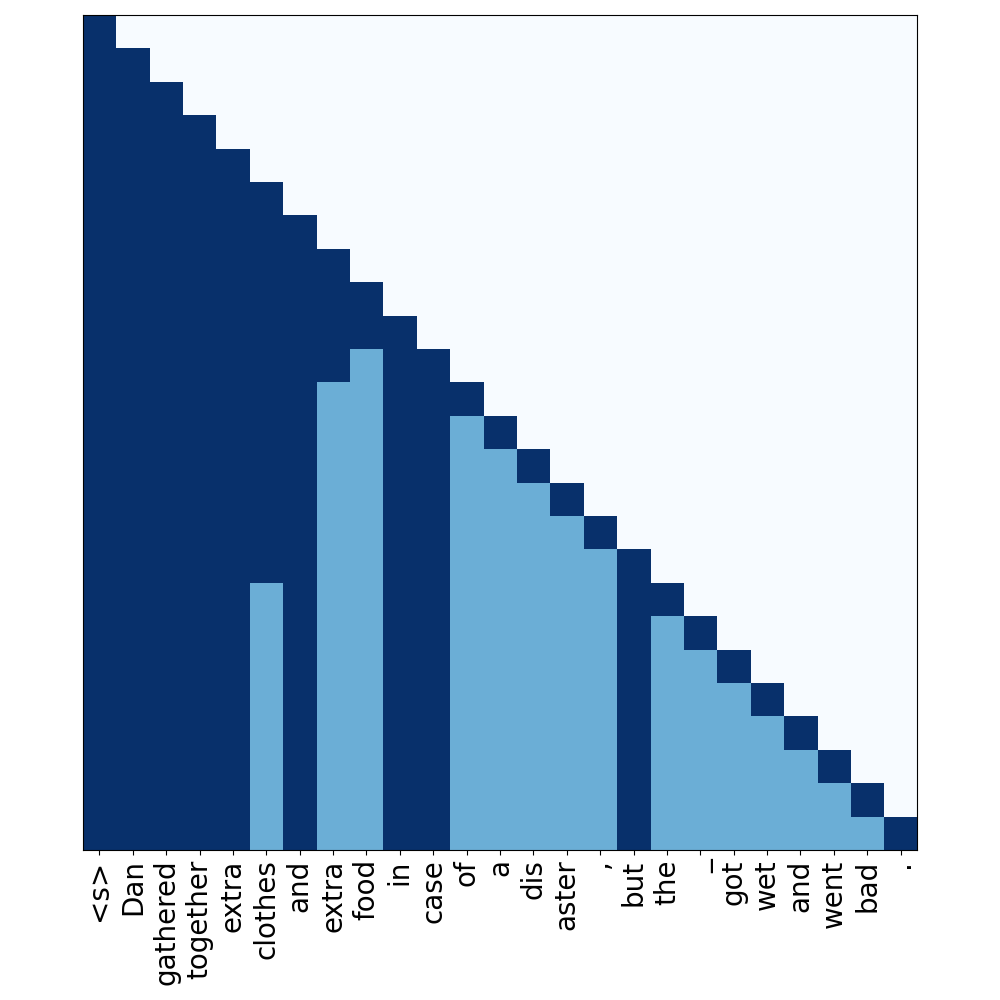 <s> Dan gathered together extra clothes and extra food in case of a dis aster , but the _ got wet and went bad .